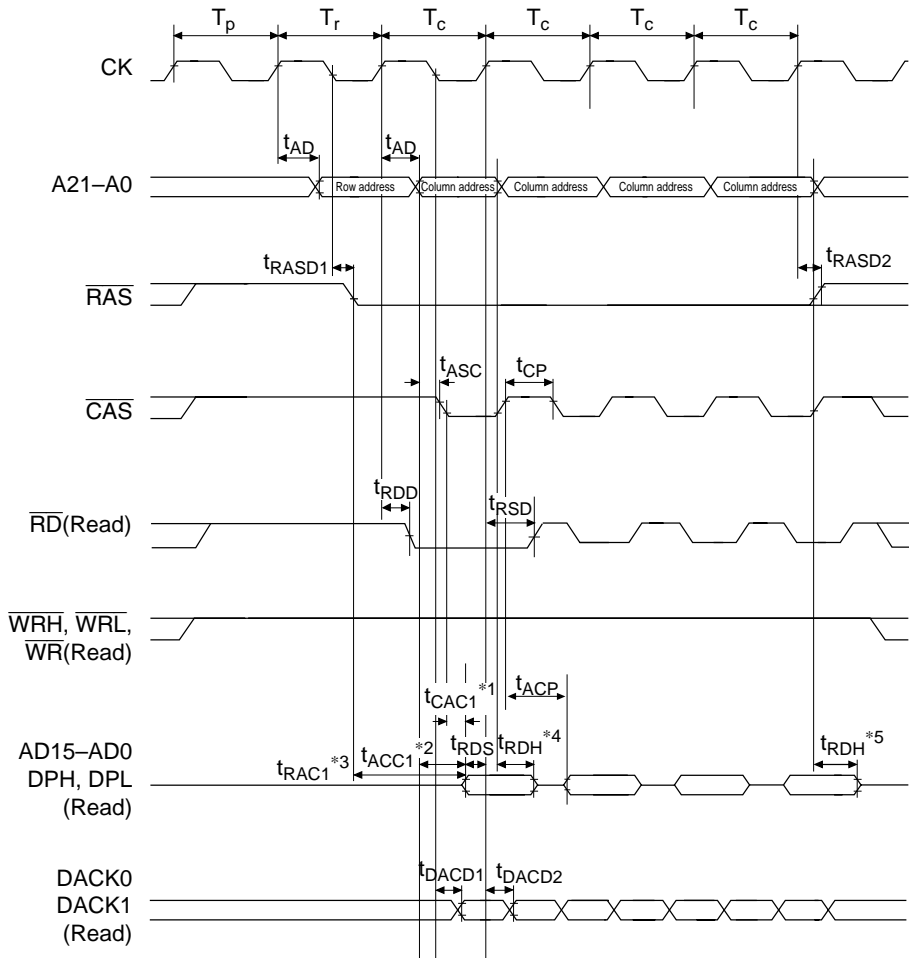 Tp Tr Tc Tc Tc Tc
CK
tAD tAD
A21–A0 Row address Column address Column address Column address Column address
tRASD1 tRASD2
RAS
tASC tCP
CAS
tRDD tRSD
RD(Read)
WRH, WRL,
WR(Read)
tCAC1*1 tACP
AD15–AD0
DPH, DPL
(Read)
tRAC1*3 tACC1*2 tRDS tRDH*4 tRDH*5
DACK0
DACK1
(Read)
tDACD1 tDACD2